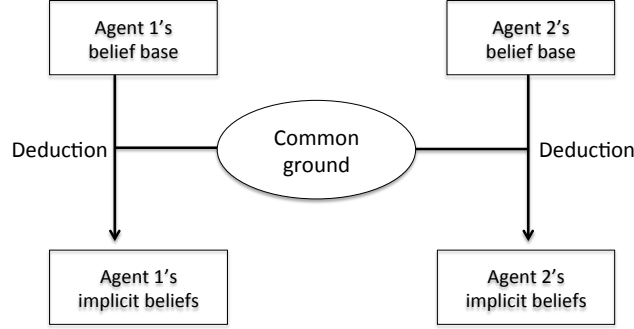 Agent 1’s
belief base
Agent 2’s
belief base
Deduction
Common
ground
Deduction
Agent 1’s
implicit beliefs
Agent 2’s
implicit beliefs